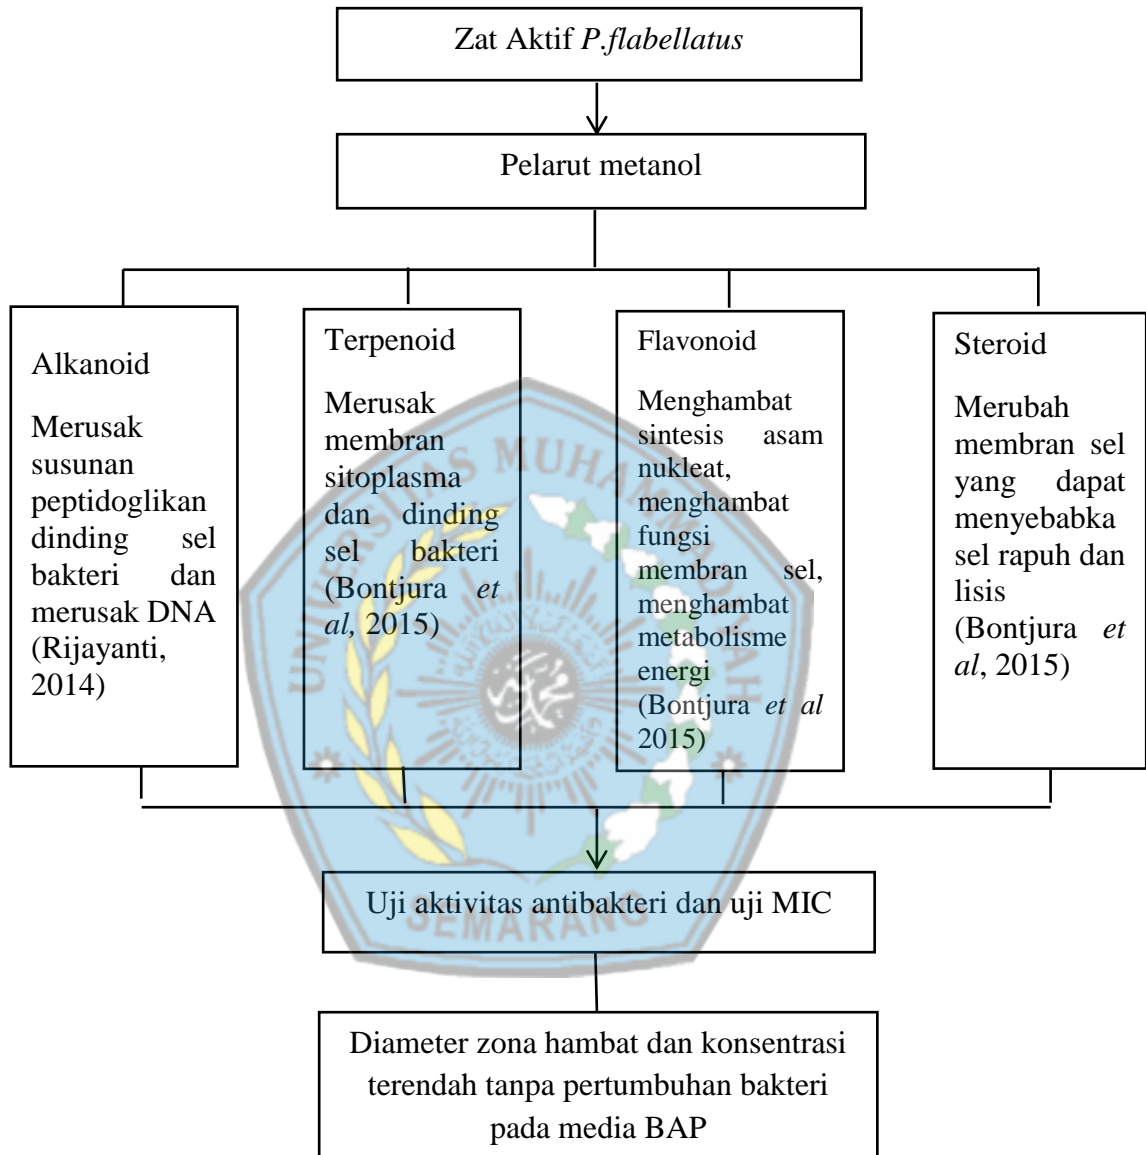 Zat Aktif P.flabellatus
Pelarut metanol
Alkanoid
Merusak
susunan
peptidoglikan
dinding sel
bakteri dan
merusak DNA
(Rijayanti,
2014)
Terpenoid
Merusak
membran
sitoplasma
dan dinding
sel bakteri
(Bontjura et
al, 2015)
Flavonoid
Menghambat
sintesis asam
nukleat,
menghambat
fungsi
membran sel,
menghambat
metabolisme
energi
(Bontjura et al
2015)
Steroid
Merubah
membran sel
yang dapat
menyebabka
sel rapuh dan
lisis
(Bontjura et
al, 2015)
UNIVERSITAS MUHAMMADIYAH
SEMARANG
Uji aktivitas antibakteri dan uji MIC
Diameter zona hambat dan konsentrasi
terendah tanpa pertumbuhan bakteri
pada media BAP